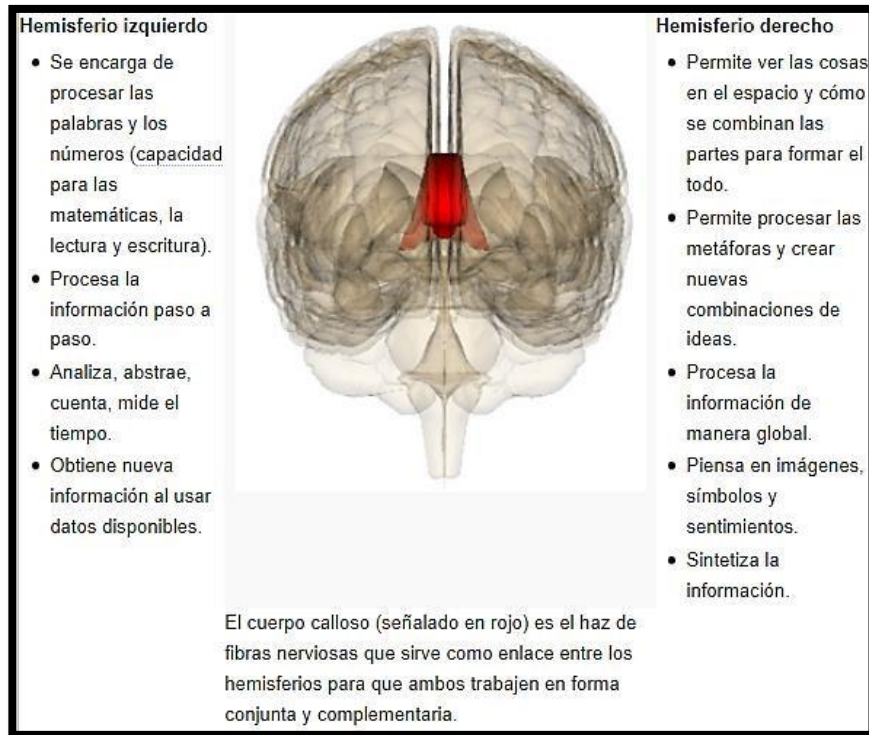 Hemisferio izquierdo
• Se encarga de
procesar las
palabras y los
números (capacidad
para las
matemáticas, la
lectura y escritura).
• Procesa la
información paso a
paso.
• Analiza, abstrae,
cuenta, mide el
tiempo.
• Obtiene nueva
información al usar
datos disponibles.
Hemisferio derecho
• Permite ver las cosas
en el espacio y cómo
se combinan las
partes para formar el
todo.
• Permite procesar las
metáforas y crear
nuevas
combinaciones de
ideas.
• Procesa la
información de
manera global.
• Piensa en imágenes,
símbolos y
sentimientos.
• Sintetiza la
información.
El cuerpo calloso (señalado en rojo) es el haz de
fibras nerviosas que sirve como enlace entre los
hemisferios para que ambos trabajen en forma
conjunta y complementaria.